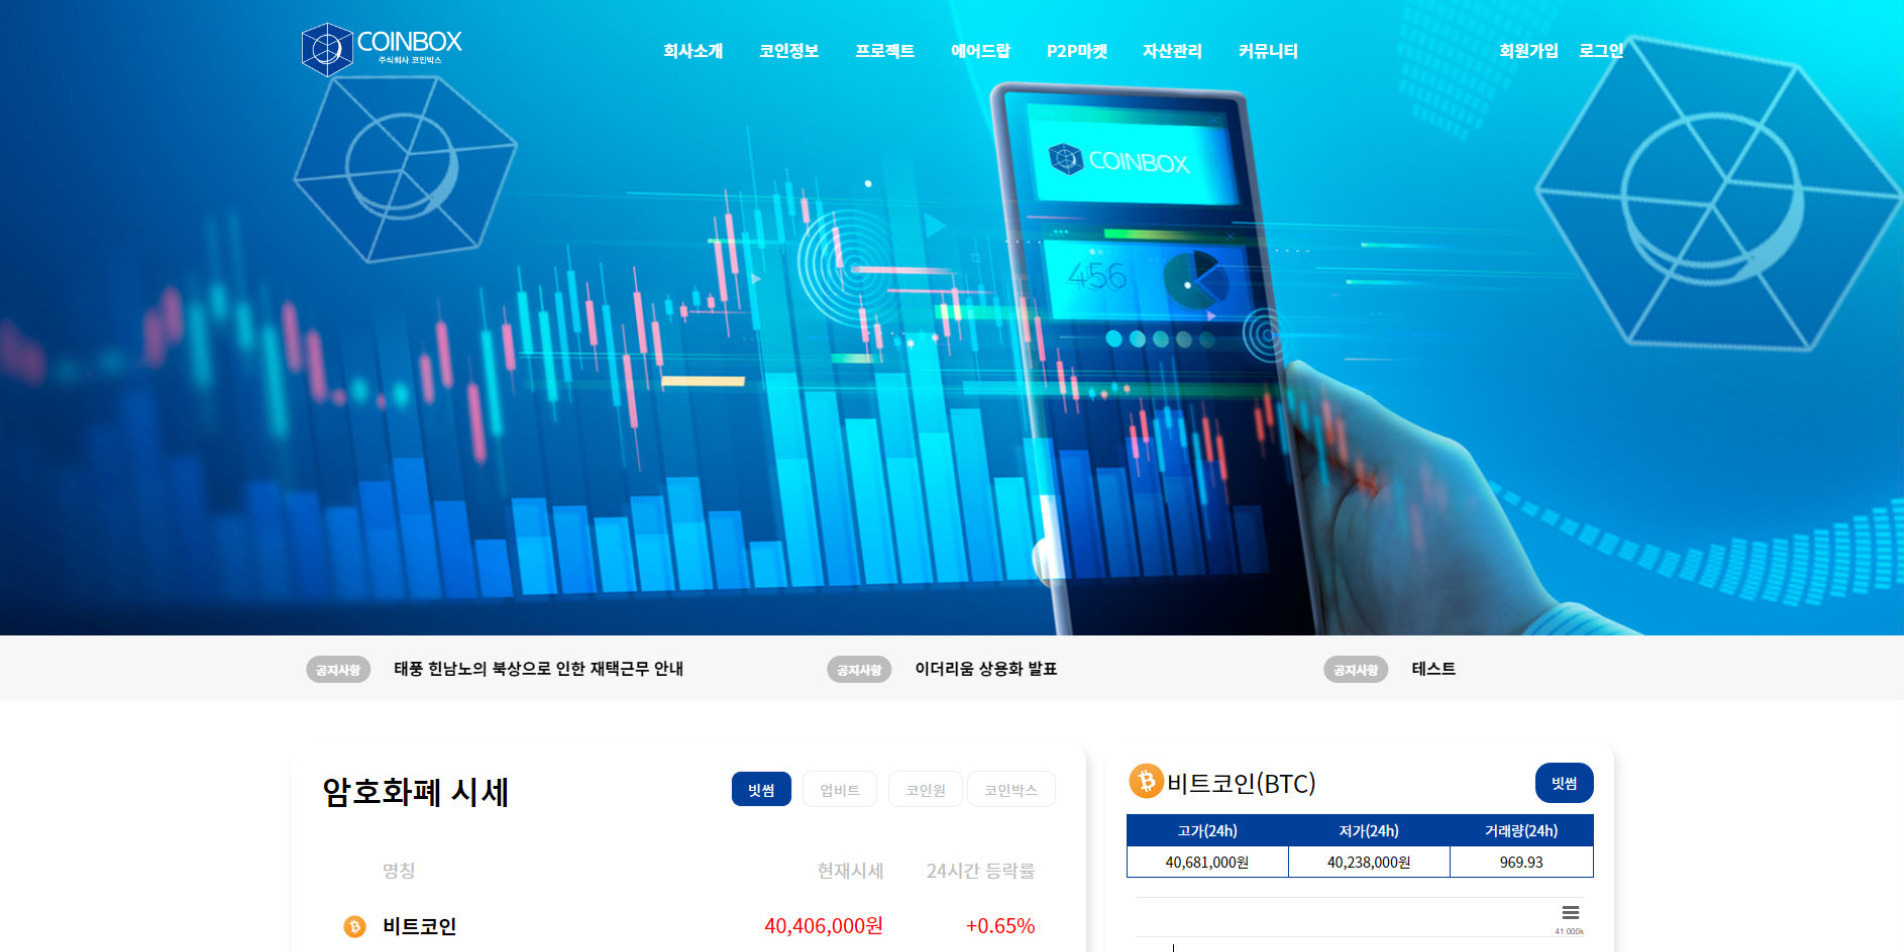 COINBOX
주식회사 코인박스
회사소개 코인정보 프로젝트 에어드랍 P2P마켓 자산관리 커뮤니티 회원가입 로그인
COINBOX
456
공지사항 태풍 힌남노의 북상으로 인한 재택근무 안내 공지사항 이더리움 상용화 발표 공지사항 테스트
암호화폐 시세 빗썸 업비트 코인원 코인박스
명칭 현재시세 24시간 등락률
비트코인 40,406,000원 +0.65%
비트코인(BTC) 빗썸
고가(24h) 저가(24h) 거래량(24h)
40,681,000원 40,238,000원 969.93
41 000k